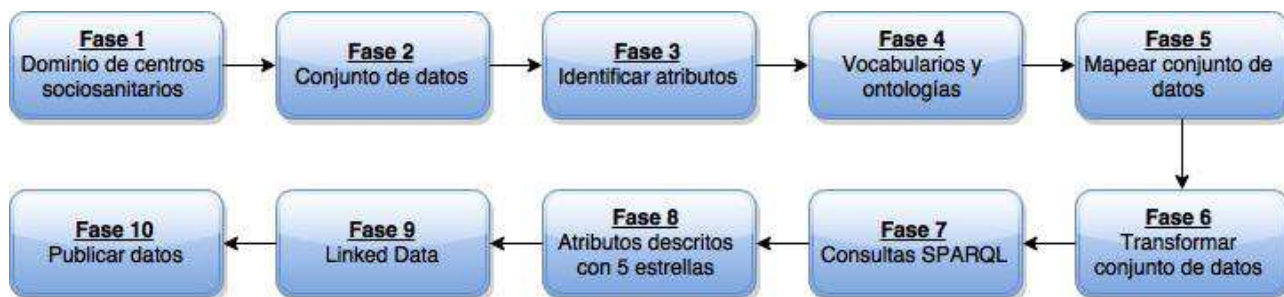 Fase 1
Dominio de centros
sociosanitarios
Fase 2
Conjunto de datos
Fase 3
Identificar atributos
Fase 4
Vocabularios y
ontologías
Fase 5
Mapear conjunto de
datos
Fase 6
Transformar
conjunto de datos
Fase 7
Consultas SPARQL
Fase 8
Atributos descritos
con 5 estrellas
Fase 9
Linked Data
Fase 10
Publicar datos